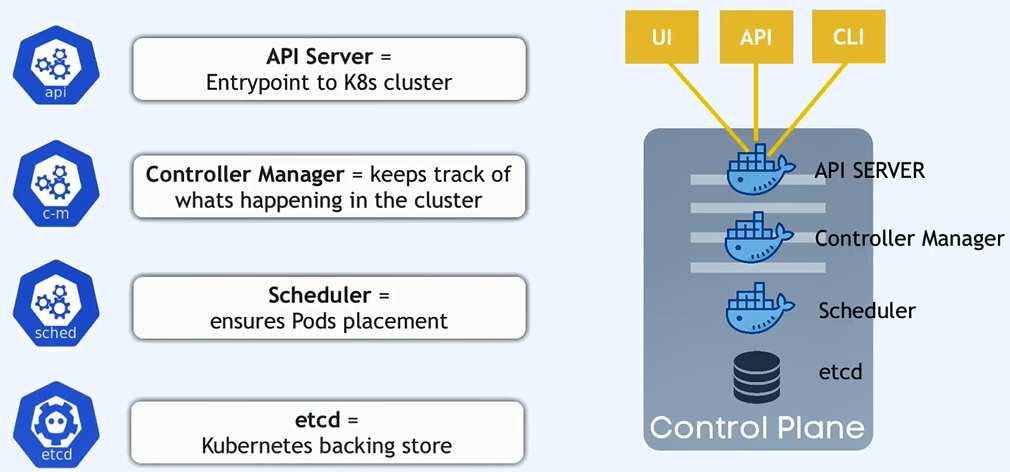 api
API Server =
Entrypoint to K8s cluster
c-m
Controller Manager = keeps track of
whats happening in the cluster
sched
Scheduler =
ensures Pods placement
etcd
etcd =
Kubernetes backing store
UI
API
CLI
API SERVER
Controller Manager
Scheduler
etcd
Control Plane